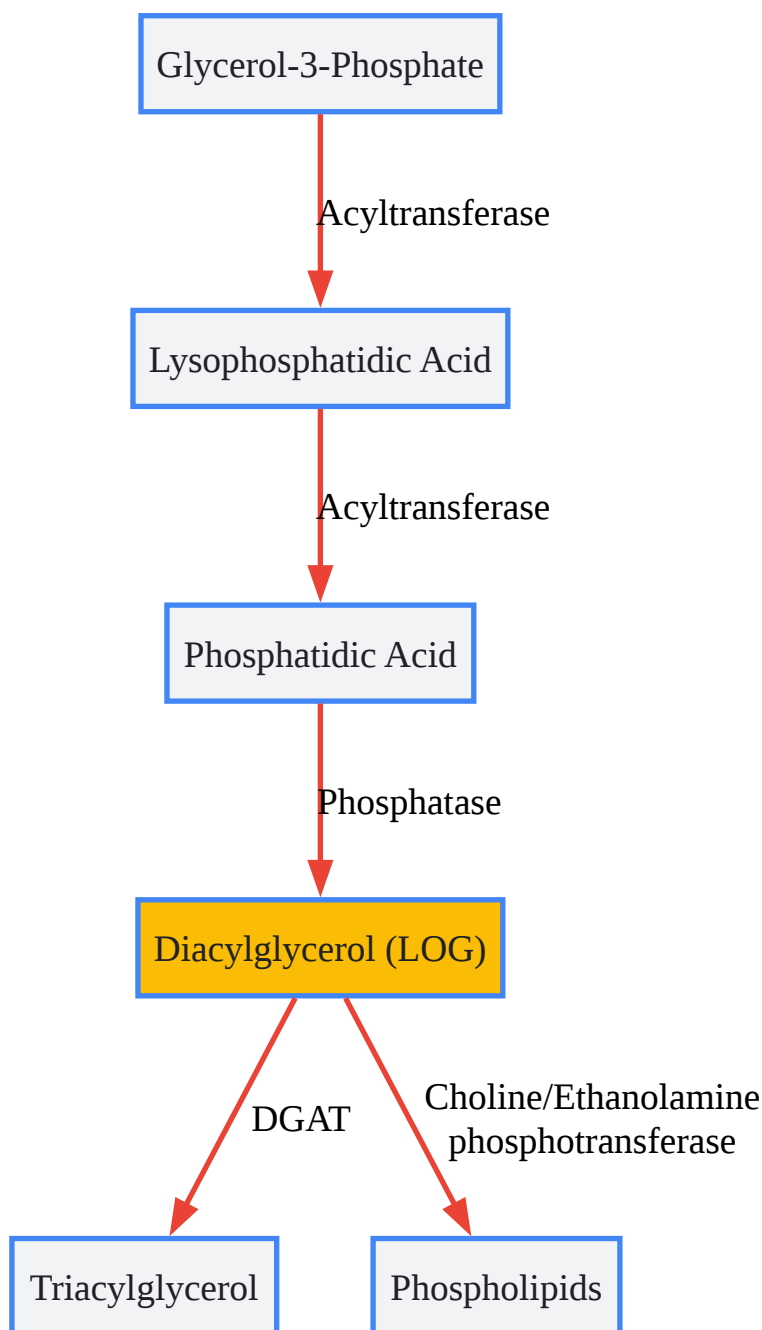 Glycerol-3-Phosphate
Acyltransferase
Lysophosphatidic Acid
Acyltransferase
Phosphatidic Acid
Phosphatase
Diacylglycerol (LOG)
DGAT
Choline/Ethanolamine
phosphotransferase
Triacylglycerol
Phospholipids